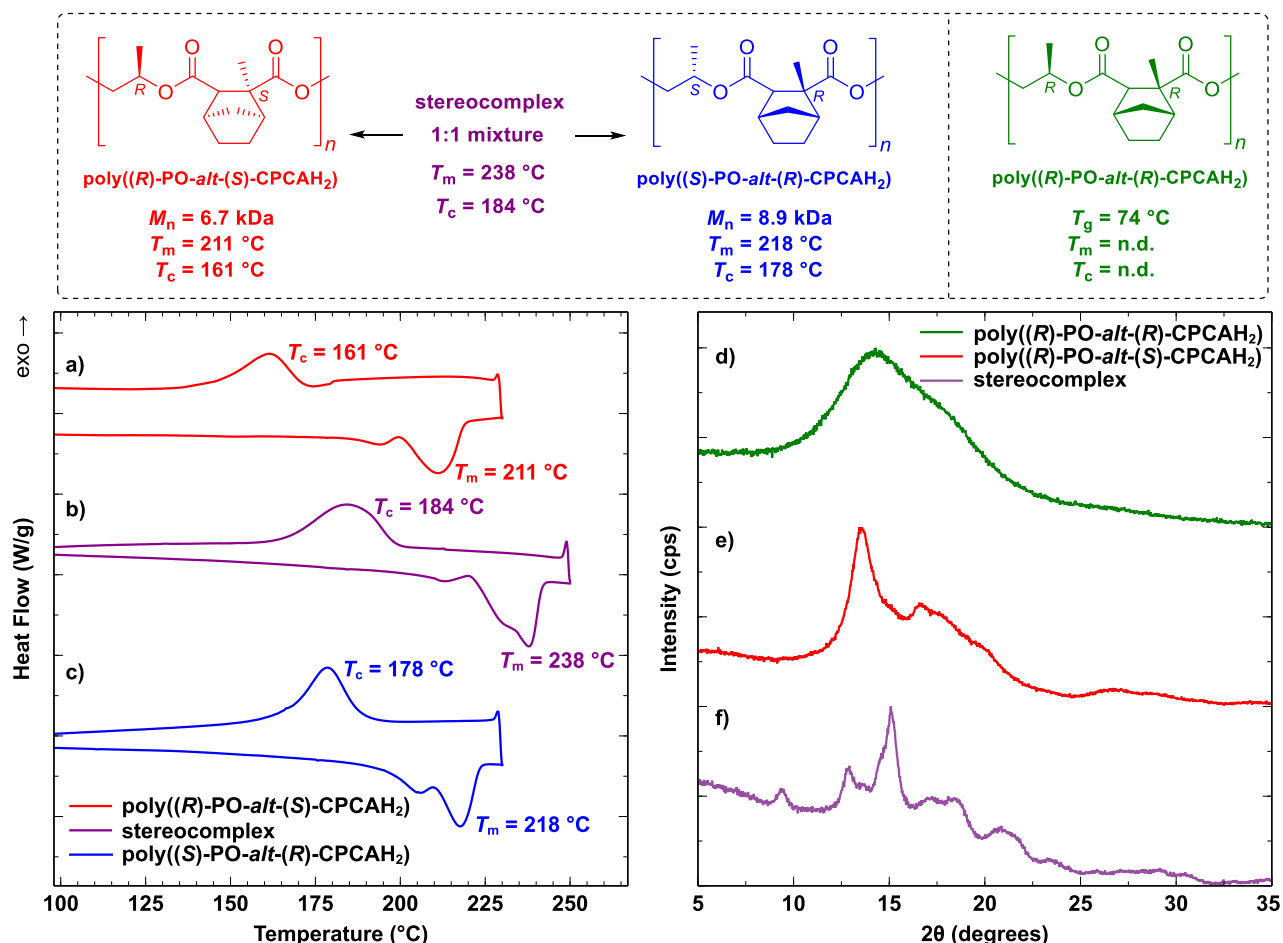 O
O
O
O
R
S
n
poly((R)-PO-alt-(S)-CPCAH2)
Mn = 6.7 kDa
Tm = 211 °C
Tc = 161 °C
stereocomplex
1:1 mixture
Tm = 238 °C
Tc = 184 °C
O
O
O
O
S
R
n
poly((S)-PO-alt-(R)-CPCAH2)
Mn = 8.9 kDa
Tm = 218 °C
Tc = 178 °C
O
O
O
O
R
R
n
poly((R)-PO-alt-(R)-CPCAH2)
Tg = 74 °C
Tm = n.d.
Tc = n.d.
exo →
Heat Flow (W/g)
a)
Tc = 161 °C
Tm = 211 °C
b)
Tc = 184 °C
Tm = 238 °C
c)
Tc = 178 °C
Tm = 218 °C
poly((R)-PO-alt-(S)-CPCAH2)
stereocomplex
poly((S)-PO-alt-(R)-CPCAH2)
100 125 150 175 200 225 250
Temperature (°C)
Intensity (cps)
poly((R)-PO-alt-(R)-CPCAH2)
poly((R)-PO-alt-(S)-CPCAH2)
stereocomplex
d)
e)
f)
5 10 15 20 25 30 35
2θ (degrees)